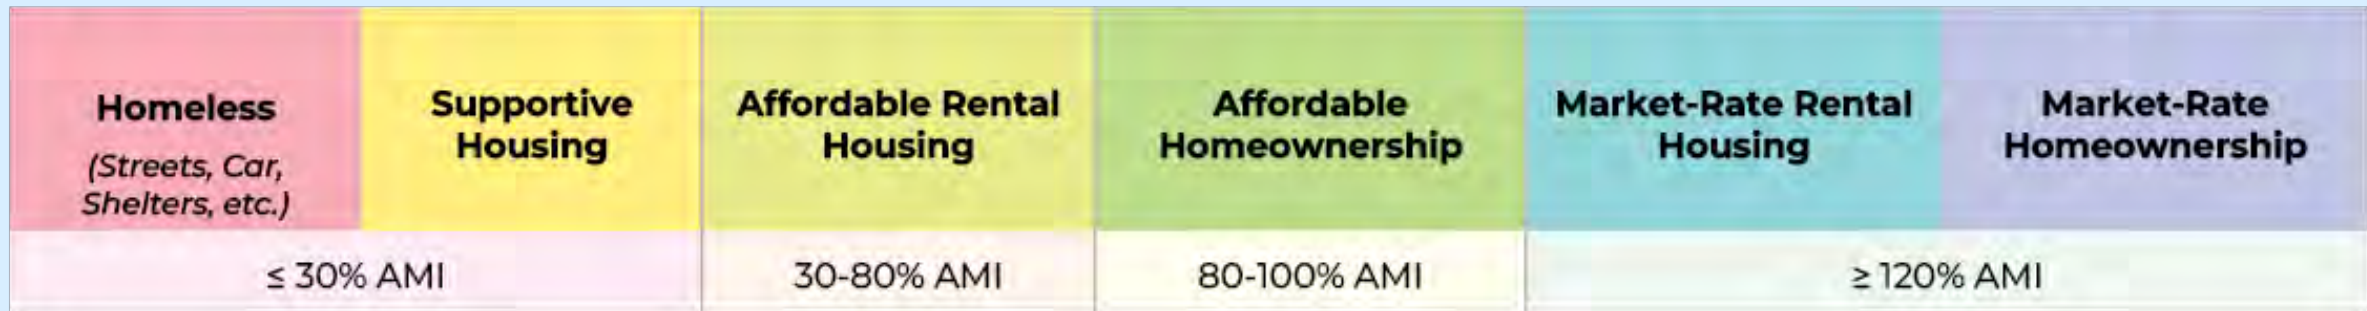 Homeless
(Streets, Car,
Shelters, etc.)
Supportive
Housing
Affordable Rental
Housing
Affordable
Homeownership
Market-Rate Rental
Housing
Market-Rate
Homeownership
≤ 30% AMI
30-80% AMI
80-100% AMI
≥ 120% AMI